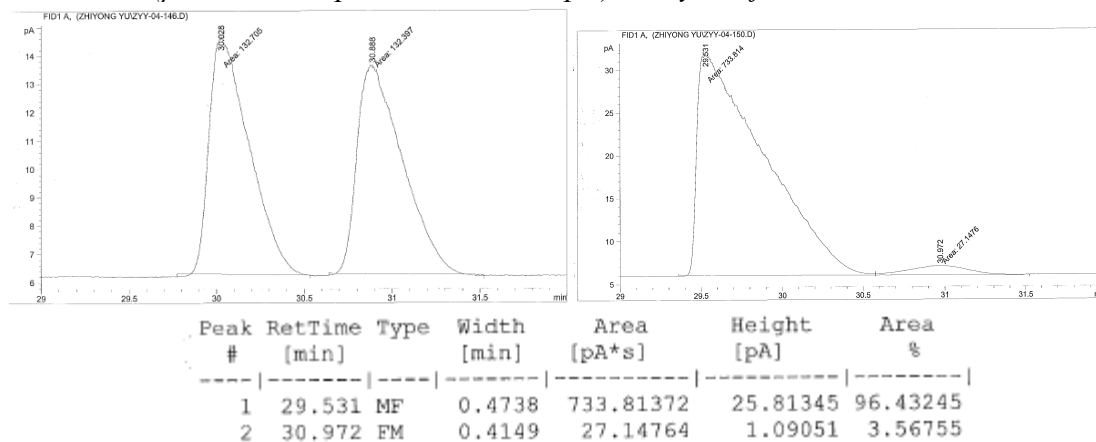 FID1 A, (ZHIYONG YU\ZYY-04-146.D)
pA
14
13
12
11
10
9
8
7
6
29
29.5
30
30.5
31
31.5
min
30.028
Area: 132.705
30.888
Area: 132.397
FID1 A, (ZHIYONG YU\ZYY-04-150.D)
pA
30
25
20
15
10
5
29
29.5
30
30.5
31
31.5
29.531
Area: 733.814
30.972
Area: 27.1476
Peak RetTime Type Width Area Height Area
# [min] [min] [pA*s] [pA] %
----|-------|----|-------|----------|----------|--------|
1 29.531 MF 0.4738 733.81372 25.81345 96.43245
2 30.972 FM 0.4149 27.14764 1.09051 3.56755